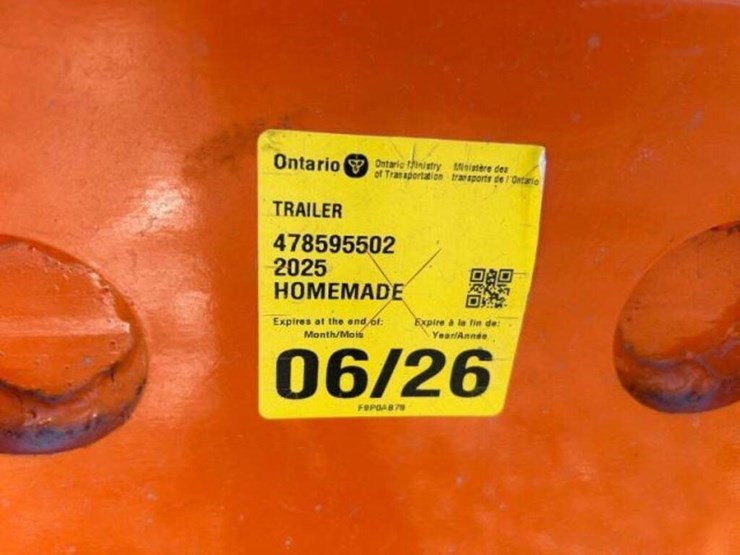 Ontario Ontario Ministry of Transportation Ministère des transports de l'Ontario
TRAILER
478595502
2025
HOMEMADE
Expires at the end of: Expire à la fin de:
Month/Mois Year/Année
06/26
F9P0AB79